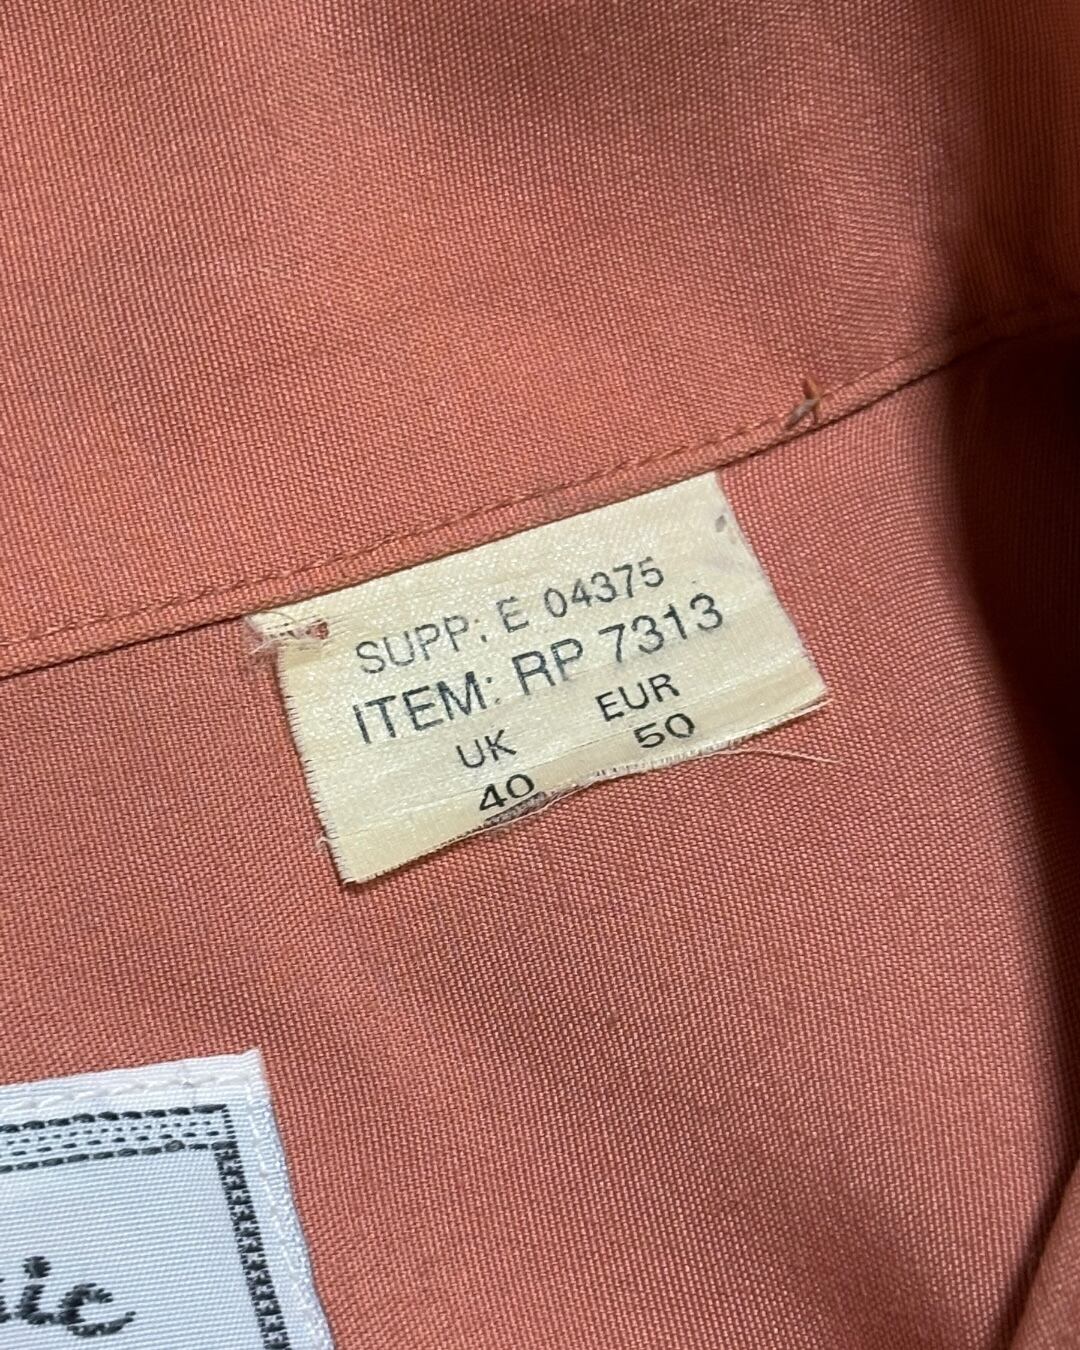 SUPP: E 04375
ITEM: RP 7313
UK EUR
40 50